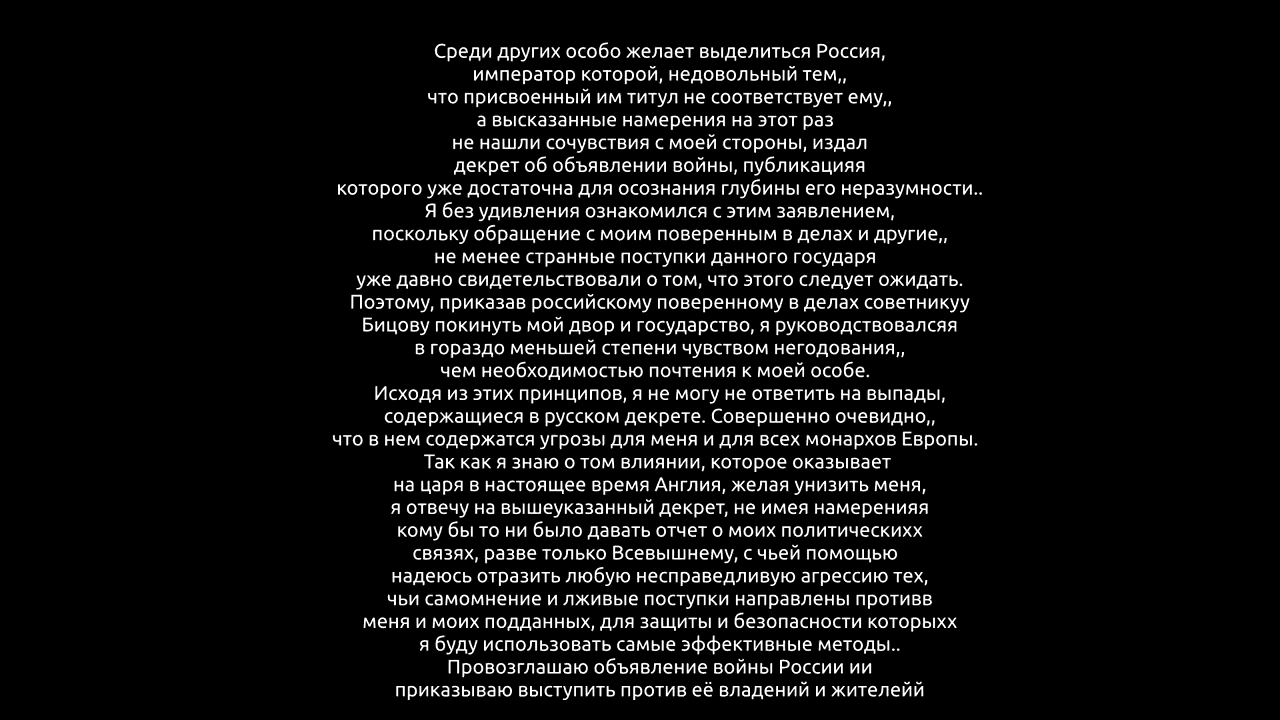 Среди других особо желает выделиться Россия,
император которой, недовольный тем,,
что присвоенный им титул не соответствует ему,,
а высказанные намерения на этот раз
не нашли сочувствия с моей стороны, издал
декрет об объявлении войны, публикацияя
которого уже достаточна для осознания глубины его неразумности..
Я без удивления ознакомился с этим заявлением,
поскольку обращение с моим поверенным в делах и другие,,
не менее странные поступки данного государя
уже давно свидетельствовали о том, что этого следует ожидать.
Поэтому, приказав российскому поверенному в делах советникуу
Бицову покинуть мой двор и государство, я руководствовалсяя
в гораздо меньшей степени чувством негодования,,
чем необходимостью почтения к моей особе.
Исходя из этих принципов, я не могу не ответить на выпады,
содержащиеся в русском декрете. Совершенно очевидно,,
что в нем содержатся угрозы для меня и для всех монархов Европы.
Так как я знаю о том влиянии, которое оказывает
на царя в настоящее время Англия, желая унизить меня,
я отвечу на вышеуказанный декрет, не имея намеренияя
кому бы то ни было давать отчет о моих политическихх
связях, разве только Всевышнему, с чьей помощью
надеюсь отразить любую несправедливую агрессию тех,
чьи самомнение и лживые поступки направлены противв
меня и моих подданных, для защиты и безопасности которыхх
я буду использовать самые эффективные методы..
Провозглашаю объявление войны России ии
приказываю выступить против её владений и жителейй